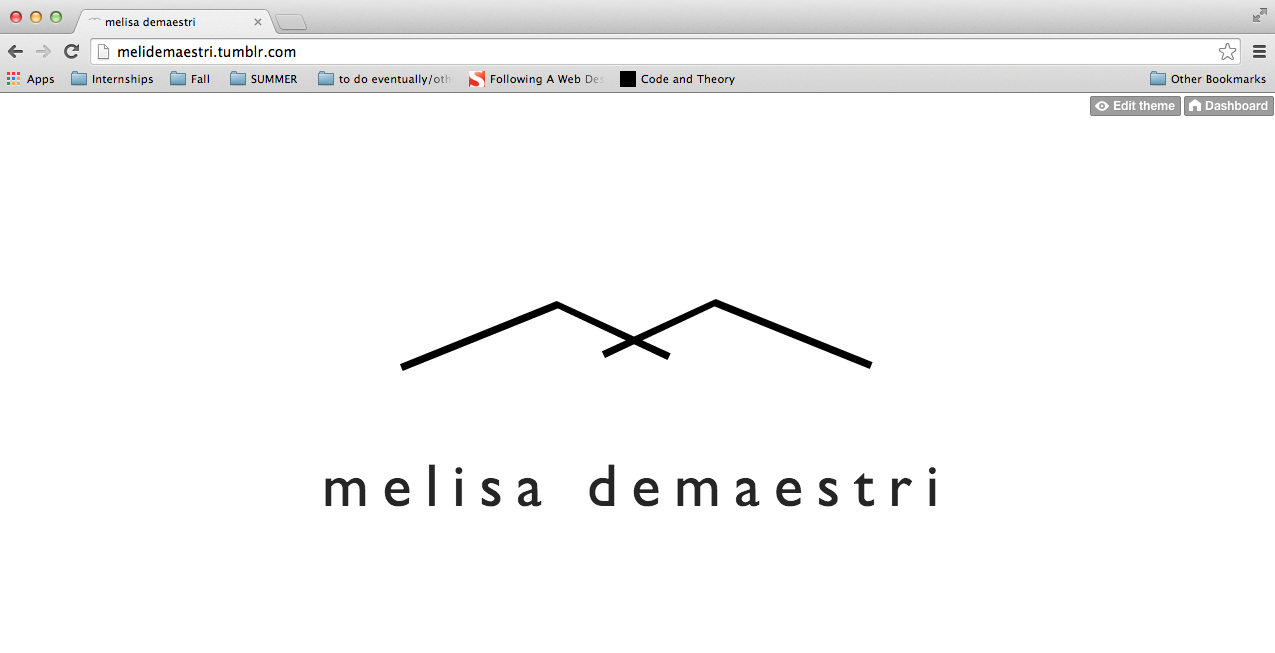 melisa demaestri
melidemaestri.tumblr.com
Apps Internships Fall SUMMER to do eventually/oth Following A Web Des Code and Theory Other Bookmarks
Edit theme Dashboard
melisa demaestri